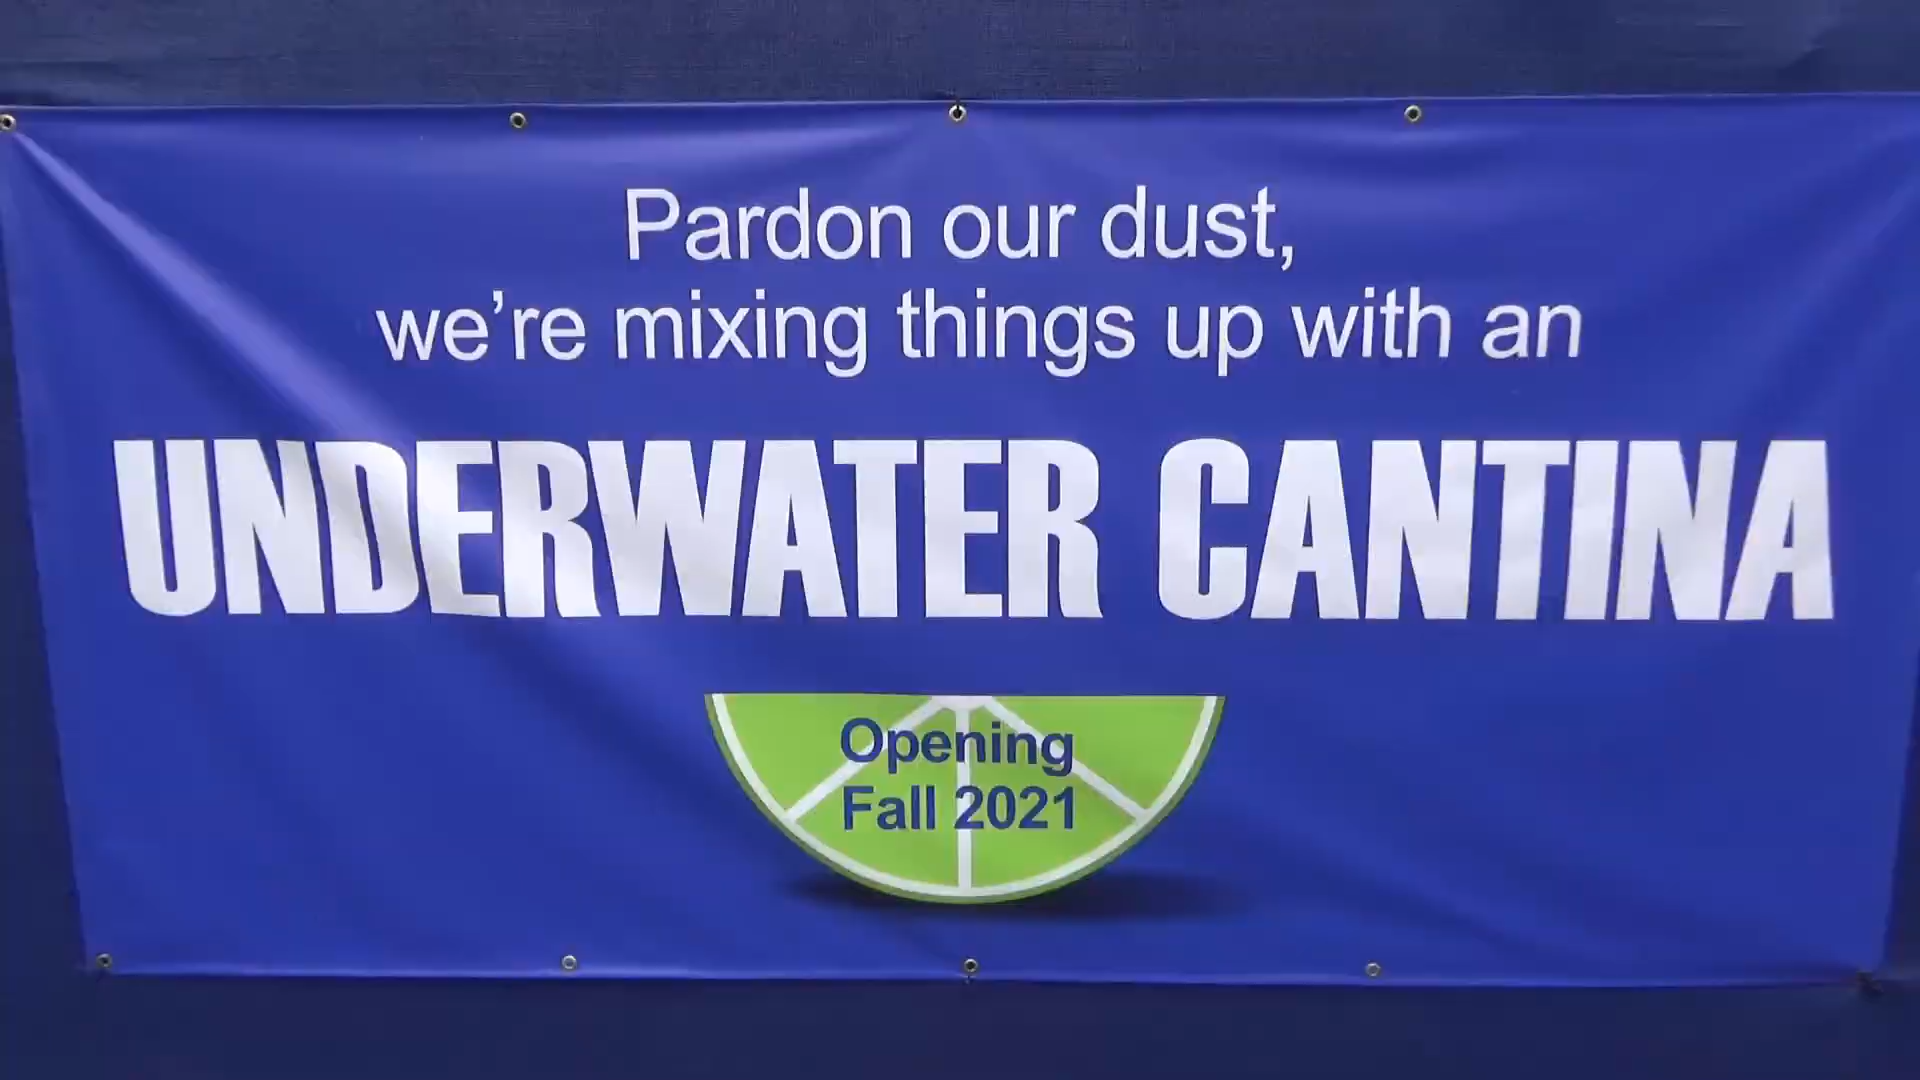 Pardon our dust,
we're mixing things up with an
UNDERWATER CANTINA
Opening
Fall 2021